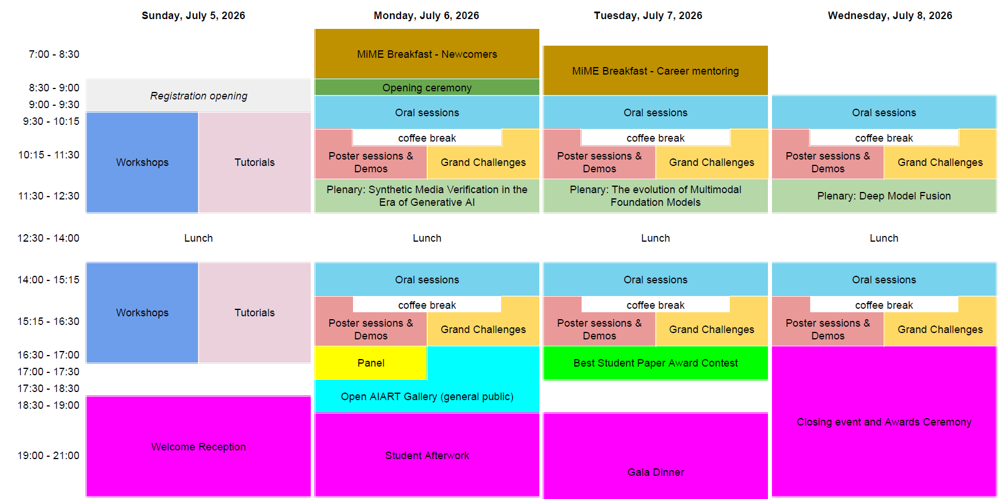 Sunday, July 5, 2026
Monday, July 6, 2026
Tuesday, July 7, 2026
Wednesday, July 8, 2026
7:00 - 8:30
MiME Breakfast - Newcomers
MiME Breakfast - Career mentoring
8:30 - 9:00
Registration opening
Opening ceremony
9:00 - 9:30
Oral sessions
Oral sessions
Oral sessions
9:30 - 10:15
coffee break
coffee break
coffee break
10:15 - 11:30
Workshops
Tutorials
Poster sessions &
Demos
Grand Challenges
Poster sessions &
Demos
Grand Challenges
Poster sessions &
Demos
Grand Challenges
11:30 - 12:30
Plenary: Synthetic Media Verification in the
Era of Generative AI
Plenary: The evolution of Multimodal
Foundation Models
Plenary: Deep Model Fusion
12:30 - 14:00
Lunch
Lunch
Lunch
Lunch
14:00 - 15:15
Oral sessions
Oral sessions
Oral sessions
coffee break
coffee break
coffee break
15:15 - 16:30
Workshops
Tutorials
Poster sessions &
Demos
Grand Challenges
Poster sessions &
Demos
Grand Challenges
Poster sessions &
Demos
Grand Challenges
16:30 - 17:00
Panel
Best Student Paper Award Contest
17:00 - 17:30
17:30 - 18:30
Open AIART Gallery (general public)
18:30 - 19:00
Closing event and Awards Ceremony
19:00 - 21:00
Welcome Reception
Student Afterwork
Gala Dinner